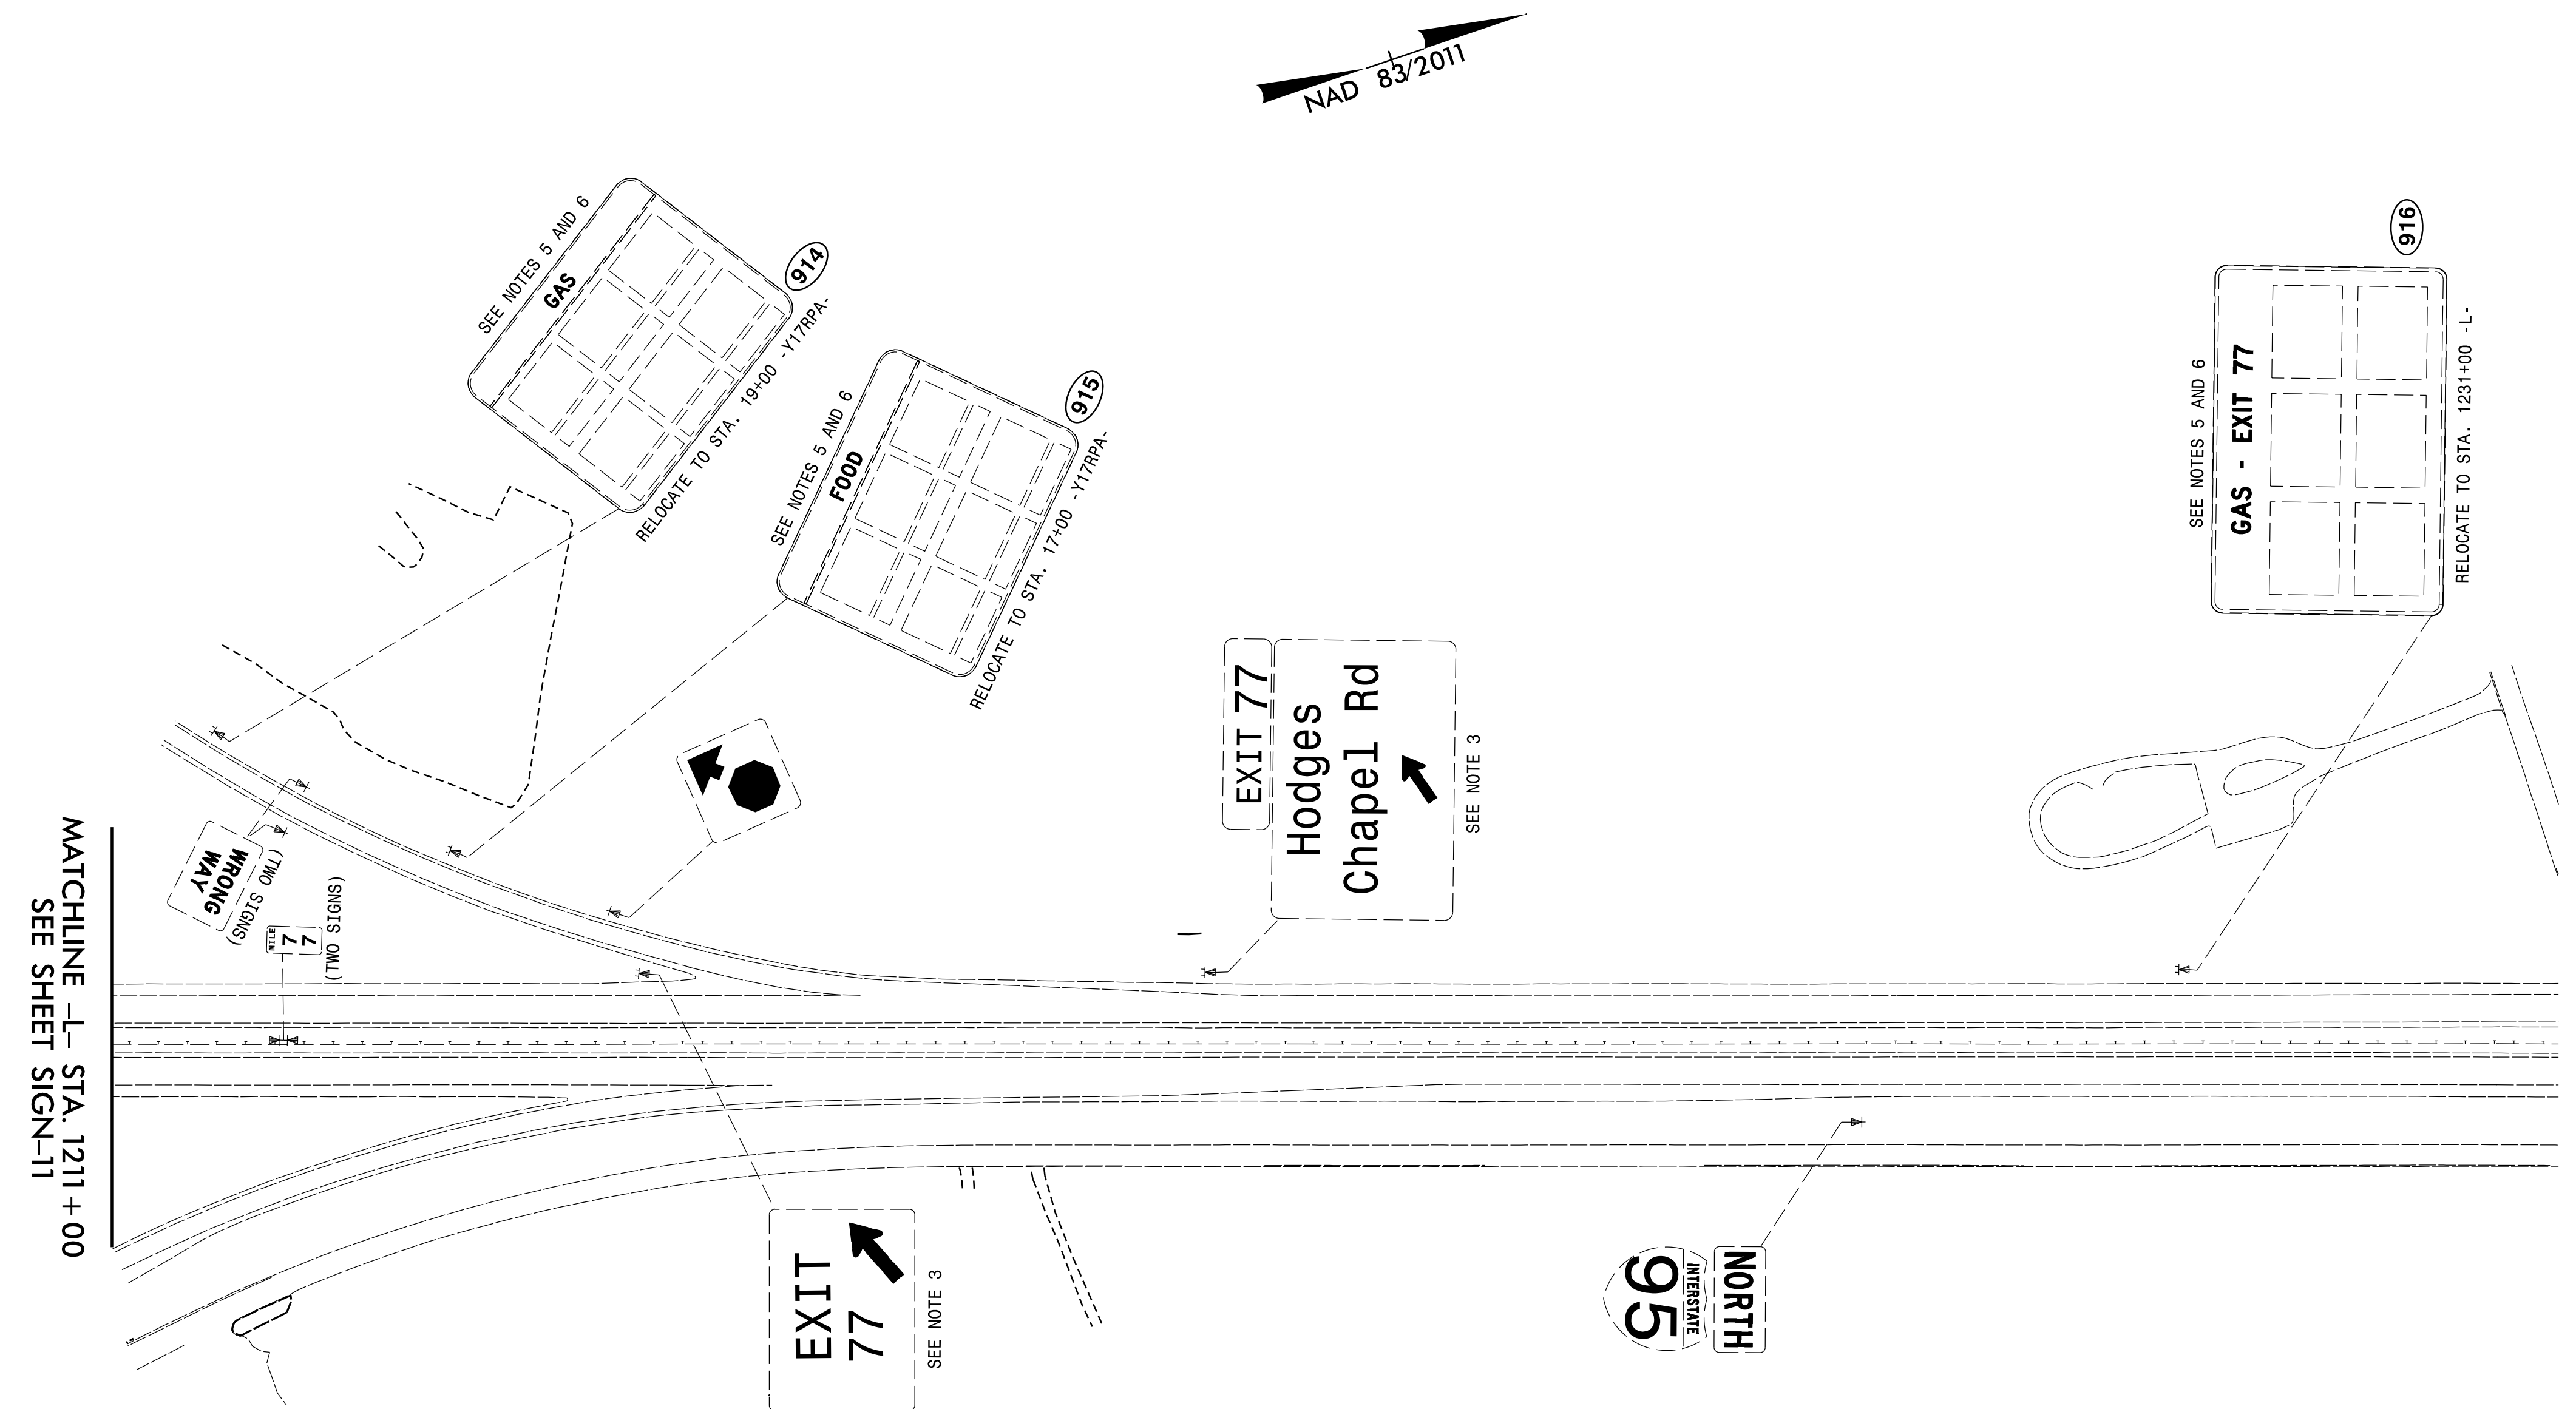 NAD 83/2011
SEE NOTES 5 AND 6
GAS
914
RELOCATE TO STA. 19+00 -Y17RPA-
SEE NOTES 5 AND 6
FOOD
915
RELOCATE TO STA. 17+00 -Y17RPA-
916
SEE NOTES 5 AND 6
GAS - EXIT 77
RELOCATE TO STA. 1231+00 -L-
EXIT 77
Hodges
Chapel Rd
SEE NOTE 3
WRONG
WAY
(TWO SIGNS)
MILE
7
7
(TWO SIGNS)
MATCHLINE -L- STA. 1211+00
SEE SHEET SIGN-11
EXIT
77
SEE NOTE 3
NORTH
INTERSTATE
95